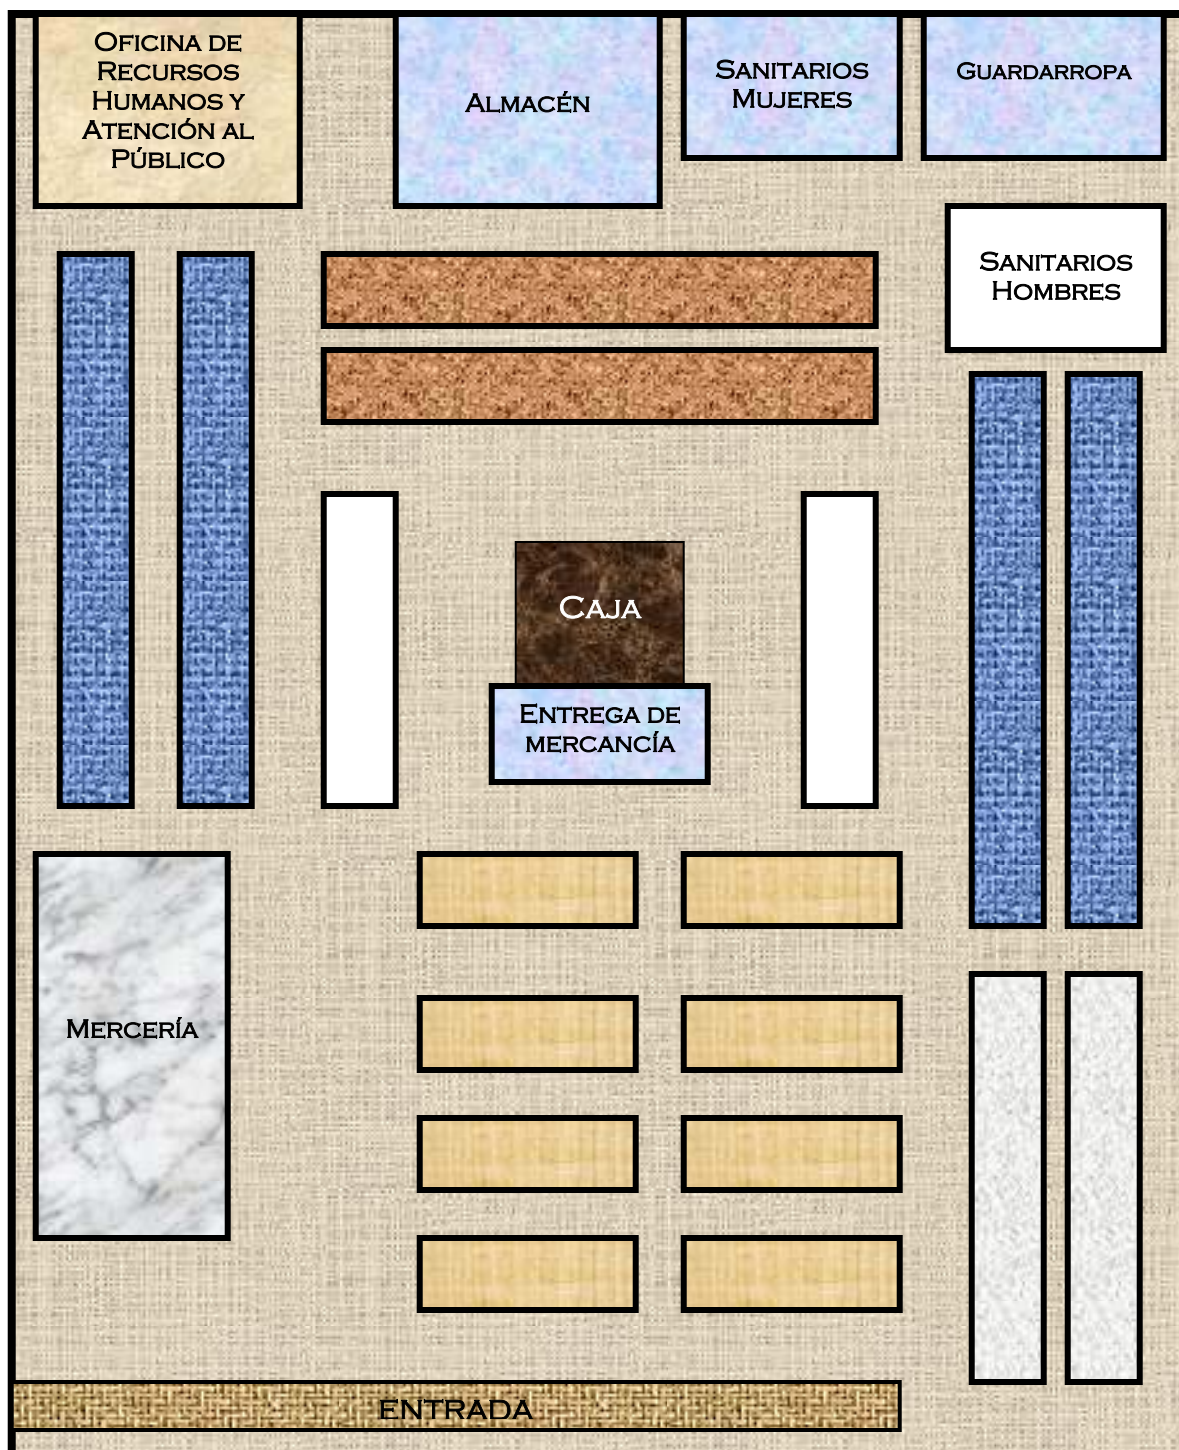 Oficina de
Recursos
Humanos y
Atención al
Público
Almacén
Sanitarios
Mujeres
Guardarropa
Sanitarios
Hombres
Caja
Entrega de
mercancía
Mercería
ENTRADA